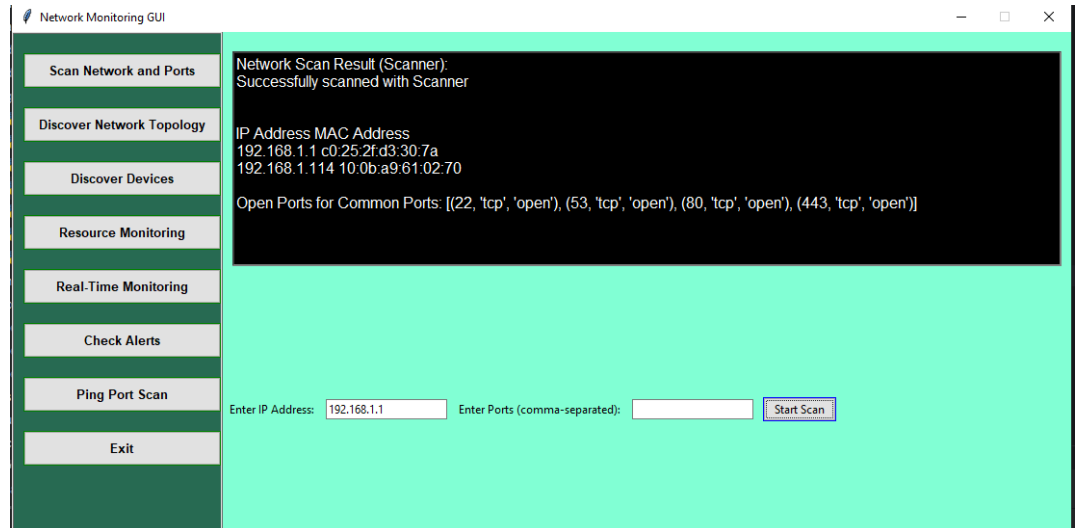 Network Monitoring GUI
Scan Network and Ports
Discover Network Topology
Discover Devices
Resource Monitoring
Real-Time Monitoring
Check Alerts
Ping Port Scan
Exit
Network Scan Result (Scanner):
Successfully scanned with Scanner
IP Address MAC Address
192.168.1.1 c0:25:2f:d3:30:7a
192.168.1.114 10:0b:a9:61:02:70
Open Ports for Common Ports: [(22, 'tcp', 'open'), (53, 'tcp', 'open'), (80, 'tcp', 'open'), (443, 'tcp', 'open')]
Enter IP Address: 192.168.1.1 Enter Ports (comma-separated): Start Scan